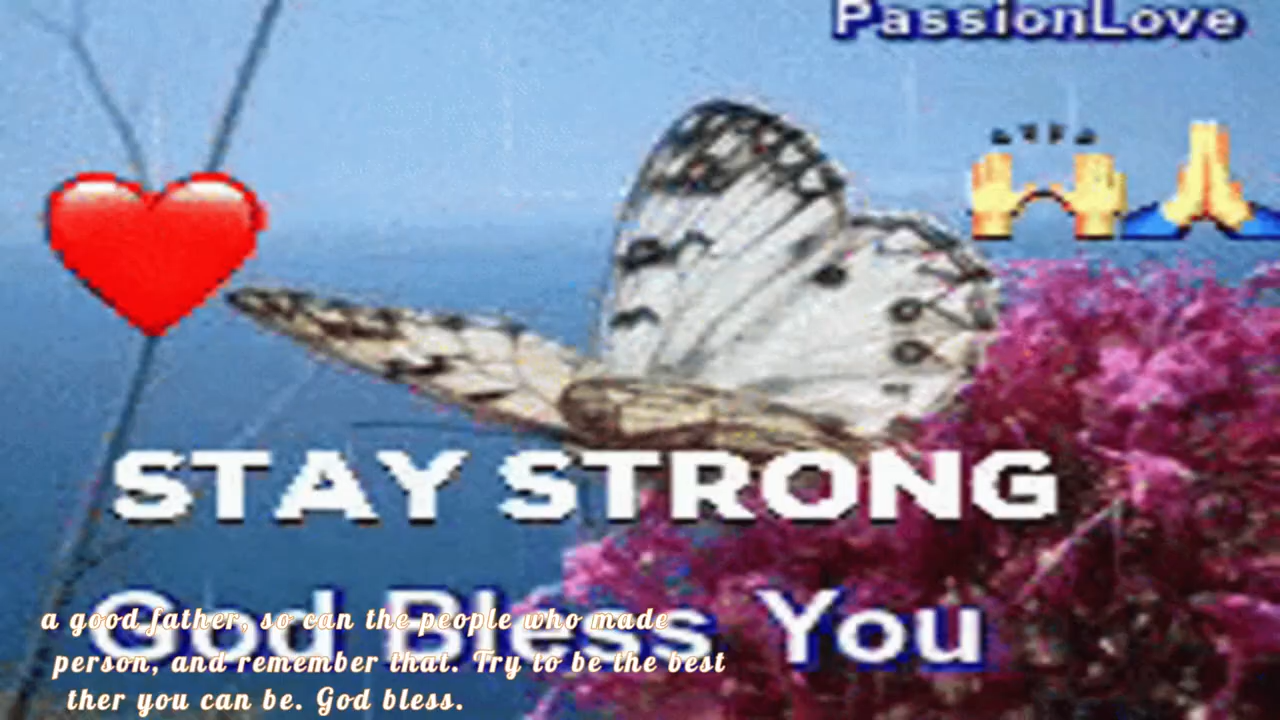 PassionLove
STAY STRONG
God Bless You
a good father, so can the people who made
person, and remember that. Try to be the best
ther you can be. God bless.